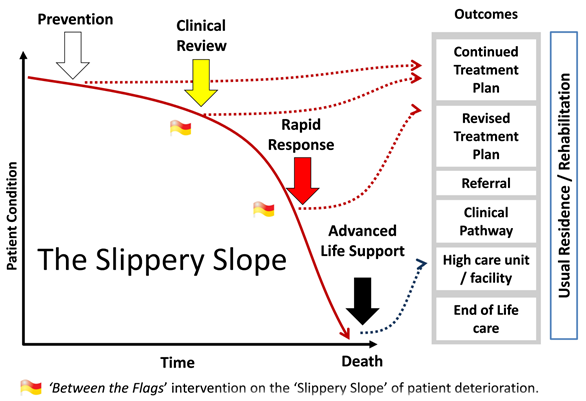 Outcomes
Prevention
Clinical
Review
Rapid
Response
Advanced
Life Support
Patient Condition
The Slippery Slope
Time
Death
Continued
Treatment
Plan
Revised
Treatment
Plan
Referral
Clinical
Pathway
High care unit
/ facility
End of Life
care
Usual Residence / Rehabilitation
‘Between the Flags’ intervention on the ‘Slippery Slope’ of patient deterioration.